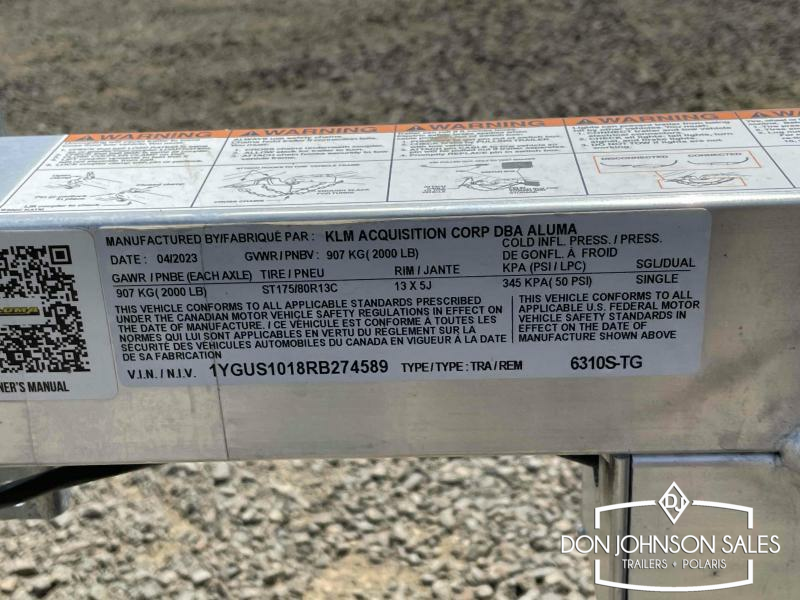 WARNING WARNING WARNING WARNING
DISCONNECTED CONNECTED
MANUFACTURED BY/FABRIQUÉ PAR : KLM ACQUISITION CORP DBA ALUMA
DATE : 04/2023 GVWR / PNBV : 907 KG( 2000 LB)
COLD INFL. PRESS. / PRESS.
DE GONFL. À FROID
GAWR / PNBE (EACH AXLE) TIRE / PNEU RIM / JANTE KPA (PSI / LPC) SGL/DUAL
907 KG( 2000 LB) ST175/80R13C 13 X 5J 345 KPA( 50 PSI) SINGLE
THIS VEHICLE CONFORMS TO ALL APPLICABLE STANDARDS PRESCRIBED
UNDER THE CANADIAN MOTOR VEHICLE SAFETY REGULATIONS IN EFFECT ON
THE DATE OF MANUFACTURE. / CE VÉHICULE EST CONFORME À TOUTES LES
NORMES QUI LUI SONT APPLICABLES EN VERTU DU RÈGLEMENT SUR LA
SÉCURITÉ DES VÉHICULES AUTOMOBILES DU CANADA EN VIGUEUR À LA DATE
DE SA FABRICATION
THIS VEHICLE CONFORMS TO ALL
APPLICABLE U.S. FEDERAL MOTOR
VEHICLE SAFETY STANDARDS IN
EFFECT ON THE DATE OF
MANUFACTURE SHOWN ABOVE
V.I.N. / N.I.V. 1YGUS1018RB274589 TYPE / TYPE : TRA / REM 6310S-TG
NER'S MANUAL
DJ
DON JOHNSON SALES
TRAILERS + POLARIS